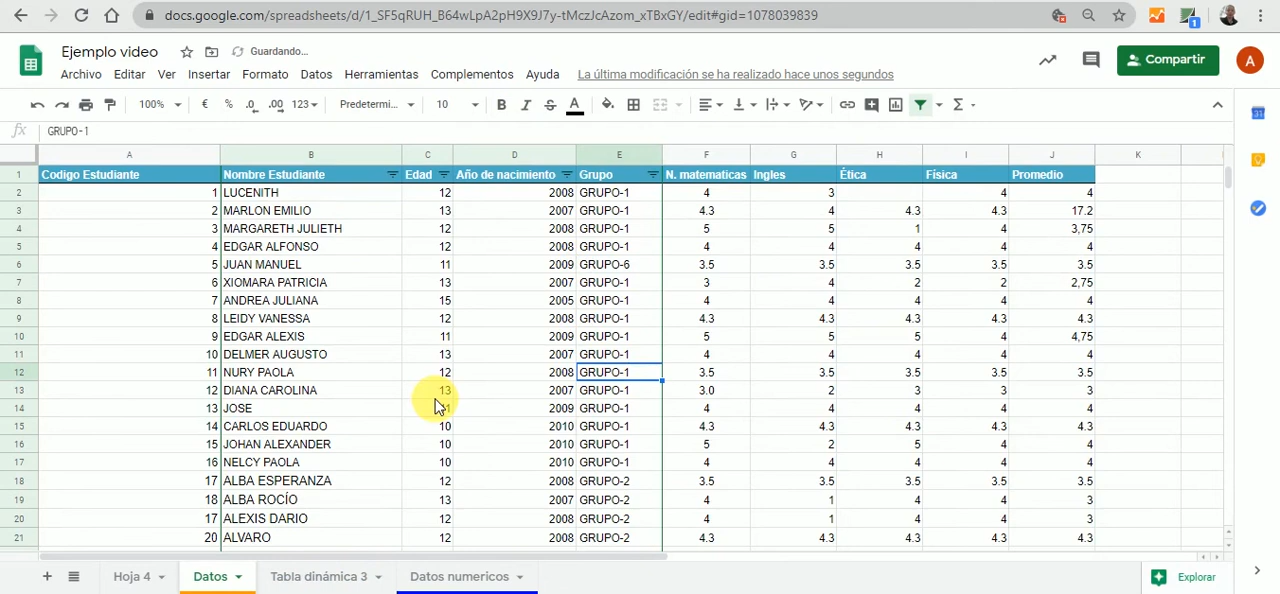 docs.google.com/spreadsheets/d/1_SF5qRUH_B64wLpA2pH9X9J7y-tMczJcAzom_xTBxGY/edit#gid=1078039839
Ejemplo video Guardando...
Archivo Editar Ver Insertar Formato Datos Herramientas Complementos Ayuda La última modificación se ha realizado hace unos segundos
Compartir A
100% € % .0 .00 123 Predetermi... 10 B I S A Σ
fx GRUPO-1
A B C D E F G H I J K
1 Codigo Estudiante Nombre Estudiante Edad Año de nacimiento Grupo N. matematicas Ingles Ética Física Promedio
2 1 LUCENITH 12 2008 GRUPO-1 4 3 4 4
3 2 MARLON EMILIO 13 2007 GRUPO-1 4.3 4 4.3 4.3 17.2
4 3 MARGARETH JULIETH 12 2008 GRUPO-1 5 5 1 4 3,75
5 4 EDGAR ALFONSO 12 2008 GRUPO-1 4 4 4 4 4
6 5 JUAN MANUEL 11 2009 GRUPO-6 3.5 3.5 3.5 3.5 3.5
7 6 XIOMARA PATRICIA 13 2007 GRUPO-1 3 4 2 2 2,75
8 7 ANDREA JULIANA 15 2005 GRUPO-1 4 4 4 4 4
9 8 LEIDY VANESSA 12 2008 GRUPO-1 4.3 4.3 4.3 4.3 4.3
10 9 EDGAR ALEXIS 11 2009 GRUPO-1 5 5 5 4 4,75
11 10 DELMER AUGUSTO 13 2007 GRUPO-1 4 4 4 4 4
12 11 NURY PAOLA 12 2008 GRUPO-1 3.5 3.5 3.5 3.5 3.5
13 12 DIANA CAROLINA 13 2007 GRUPO-1 3.0 2 3 3 3
14 13 JOSE 2009 GRUPO-1 4 4 4 4 4
15 14 CARLOS EDUARDO 10 2010 GRUPO-1 4.3 4.3 4.3 4.3 4.3
16 15 JOHAN ALEXANDER 10 2010 GRUPO-1 5 2 5 4 4
17 16 NELCY PAOLA 10 2010 GRUPO-1 4 4 4 4 4
18 17 ALBA ESPERANZA 12 2008 GRUPO-2 3.5 3.5 3.5 3.5 3.5
19 18 ALBA ROCÍO 13 2007 GRUPO-2 4 1 4 4 3
20 17 ALEXIS DARIO 12 2008 GRUPO-2 4 1 4 4 3
21 20 ALVARO 12 2008 GRUPO-2 4.3 4.3 4.3 4.3 4.3
Hoja 4 Datos Tabla dinámica 3 Datos numericos Explorar